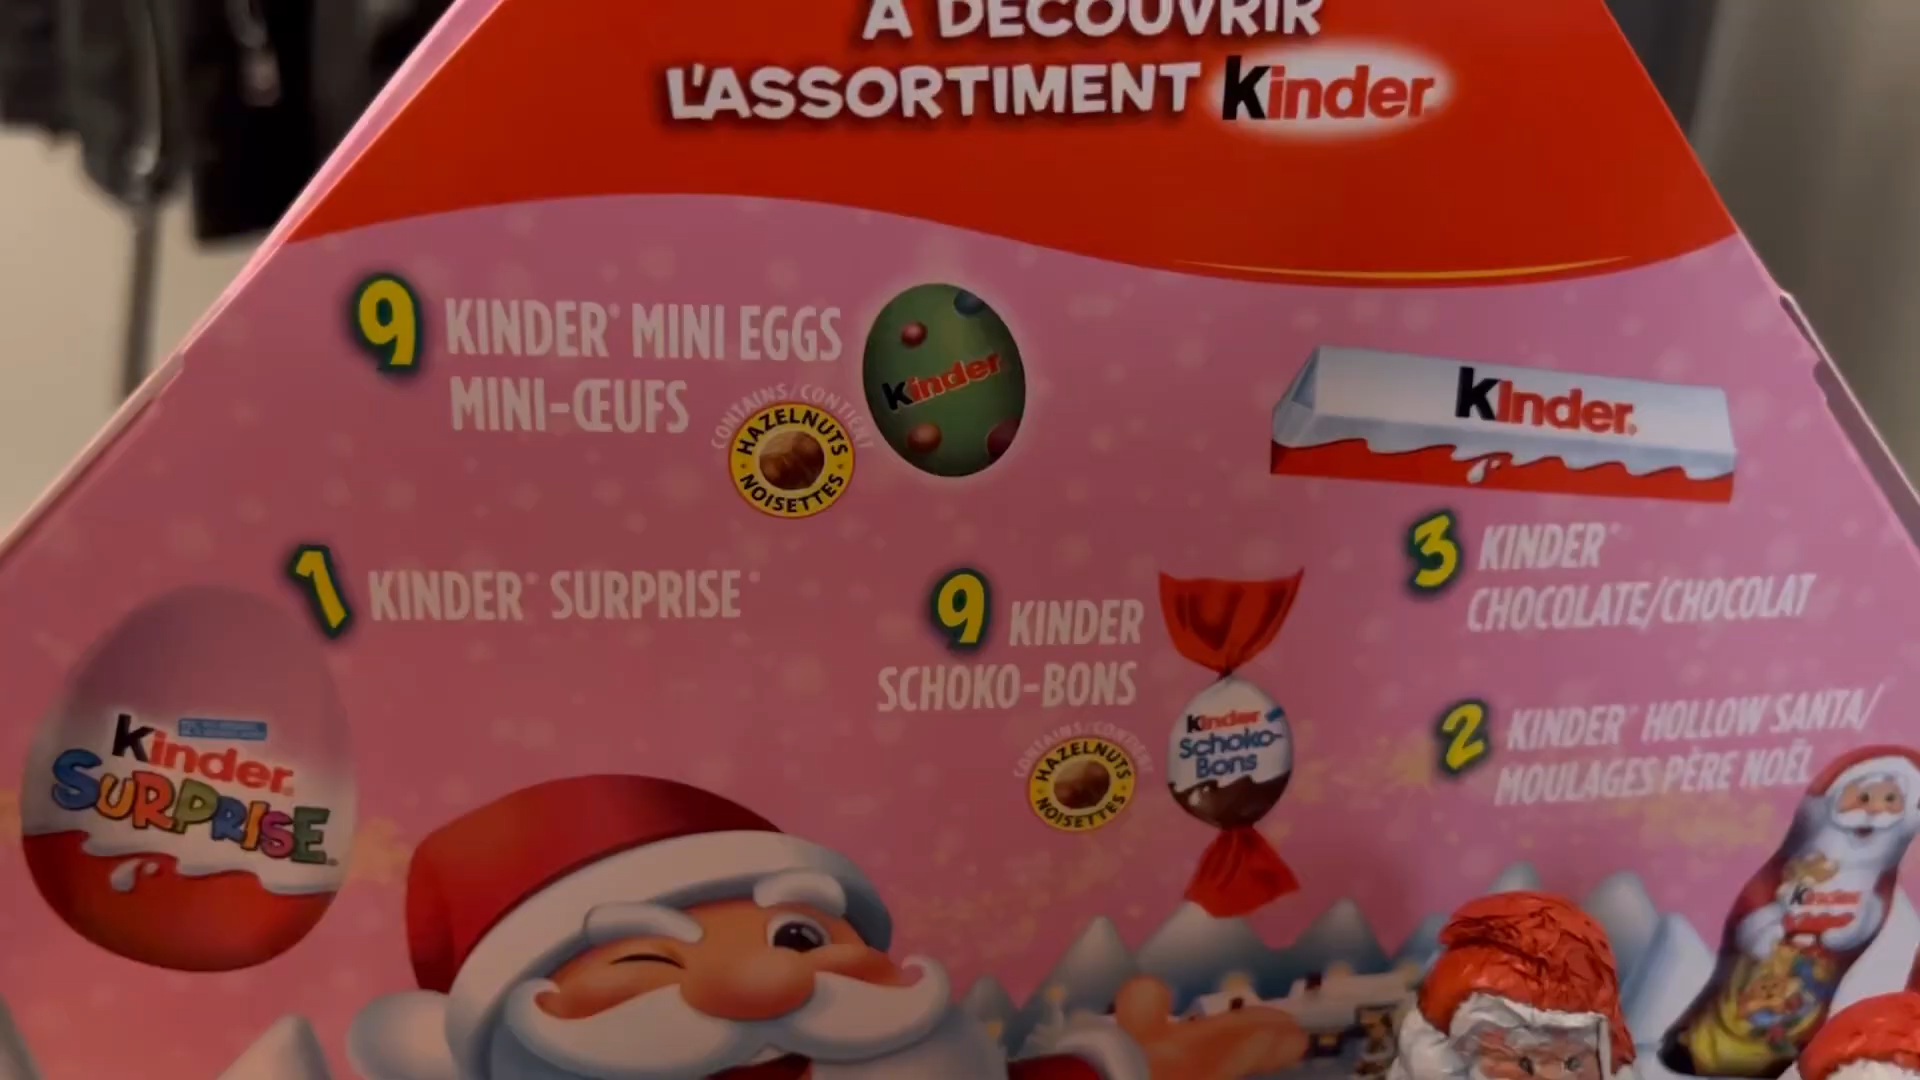 À DÉCOUVRIR
L'ASSORTIMENT Kinder
9 KINDER® MINI EGGS
MINI-ŒUFS
CONTAINS/CONTIENT
HAZELNUTS
NOISETTES
Kinder
Kinder
3 KINDER®
CHOCOLATE/CHOCOLAT
1 KINDER® SURPRISE®
Kinder
SURPRISE
9 KINDER
SCHOKO-BONS
HAZELNUTS
NOISETTES
Kinder
Schoko-
Bons
2 KINDER® HOLLOW SANTA/
MOULAGES PÈRE NOËL
Kinder